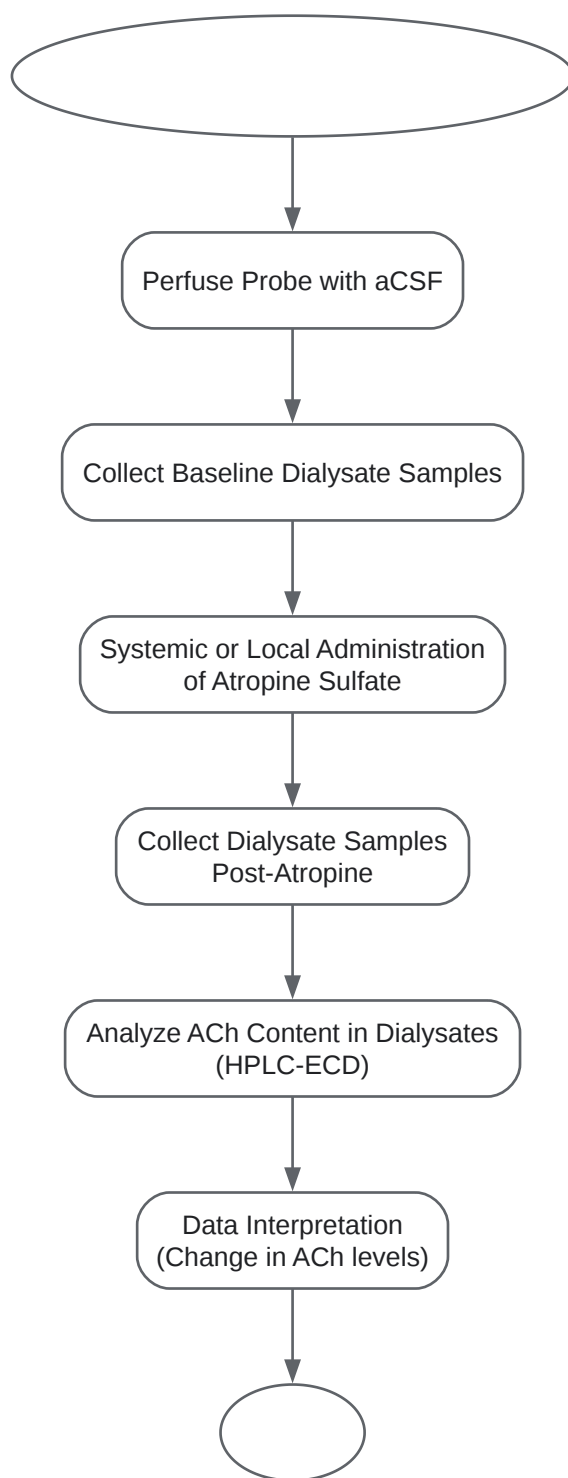 Perfuse Probe with aCSF
Collect Baseline Dialysate Samples
Systemic or Local Administration
of Atropine Sulfate
Collect Dialysate Samples
Post-Atropine
Analyze ACh Content in Dialysates
(HPLC-ECD)
Data Interpretation
(Change in ACh levels)